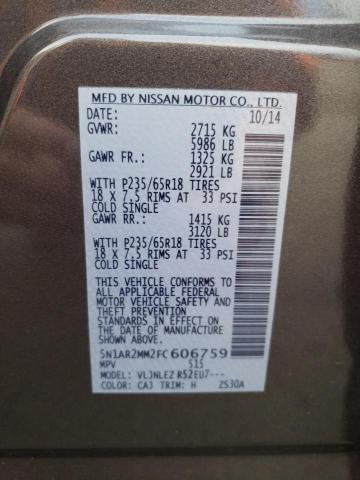 MFD BY NISSAN MOTOR CO., LTD.
DATE: 10/14
GVWR: 2715 KG
5986 LB
GAWR FR.: 1325 KG
2921 LB
WITH P235/65R18 TIRES
18 X 7.5 RIMS AT 33 PSI
COLD SINGLE
GAWR RR.: 1415 KG
3120 LB
WITH P235/65R18 TIRES
18 X 7.5 RIMS AT 33 PSI
COLD SINGLE
THIS VEHICLE CONFORMS TO
ALL APPLICABLE FEDERAL
MOTOR VEHICLE SAFETY AND
THEFT PREVENTION
STANDARDS IN EFFECT ON
THE DATE OF MANUFACTURE
SHOWN ABOVE.
5N1AR2MM2FC606759
MPV 515
VLJNLEZ R52EU7---
COLOR: CAJ TRIM: H ZS30A